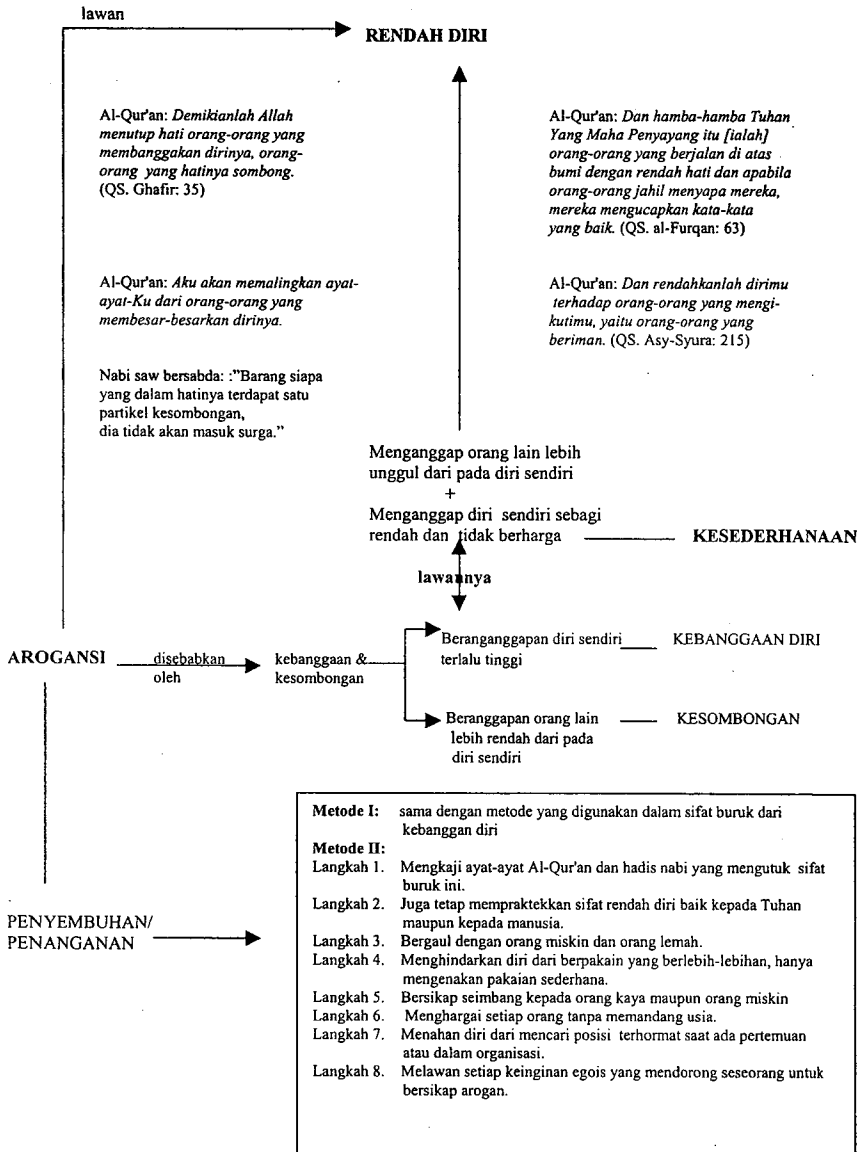 lawan
RENDAH DIRI
Al-Qur'an: Demikianlah Allah
menutup hati orang-orang yang
membanggakan dirinya, orang-
orang yang hatinya sombong.
(QS. Ghafir: 35)
Al-Qur'an: Aku akan memalingkan ayat-
ayat-Ku dari orang-orang yang
membesar-besarkan dirinya.
Nabi saw bersabda: :"Barang siapa
yang dalam hatinya terdapat satu
partikel kesombongan,
dia tidak akan masuk surga."
Al-Qur'an: Dan hamba-hamba Tuhan
Yang Maha Penyayang itu [ialah]
orang-orang yang berjalan di atas
bumi dengan rendah hati dan apabila
orang-orang jahil menyapa mereka,
mereka mengucapkan kata-kata
yang baik. (QS. al-Furqan: 63)
Al-Qur'an: Dan rendahkanlah dirimu
terhadap orang-orang yang mengi-
kutimu, yaitu orang-orang yang
beriman. (QS. Asy-Syura: 215)
Menganggap orang lain lebih
unggul dari pada diri sendiri
+
Menganggap diri sendiri sebagi
rendah dan tidak berharga
KESEDERHANAAN
lawannya
AROGANSI
disebabkan
oleh
kebanggaan &
kesombongan
Beranganggapan diri sendiri
terlalu tinggi
KEBANGGAAN DIRI
Beranggapan orang lain
lebih rendah dari pada
diri sendiri
KESOMBONGAN
PENYEMBUHAN/
PENANGANAN
Metode I: sama dengan metode yang digunakan dalam sifat buruk dari
kebanggan diri
Metode II:
Langkah 1. Mengkaji ayat-ayat Al-Qur'an dan hadis nabi yang mengutuk sifat
buruk ini.
Langkah 2. Juga tetap mempraktekkan sifat rendah diri baik kepada Tuhan
maupun kepada manusia.
Langkah 3. Bergaul dengan orang miskin dan orang lemah.
Langkah 4. Menghindarkan diri dari berpakain yang berlebih-lebihan, hanya
mengenakan pakaian sederhana.
Langkah 5. Bersikap seimbang kepada orang kaya maupun orang miskin
Langkah 6. Menghargai setiap orang tanpa memandang usia.
Langkah 7. Menahan diri dari mencari posisi terhormat saat ada pertemuan
atau dalam organisasi.
Langkah 8. Melawan setiap keinginan egois yang mendorong seseorang untuk
bersikap arogan.